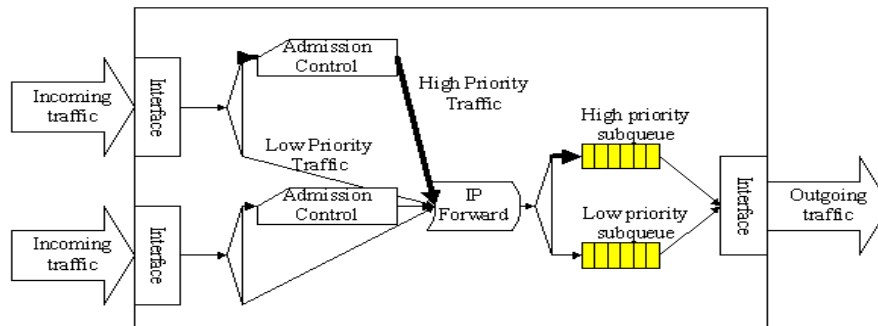 Incoming
traffic
Interface
Admission
Control
High Priority
Traffic
Low Priority
Traffic
Incoming
traffic
Interface
Admission
Control
IP
Forward
High priority
subqueue
Low priority
subqueue
Interface
Outgoing
traffic